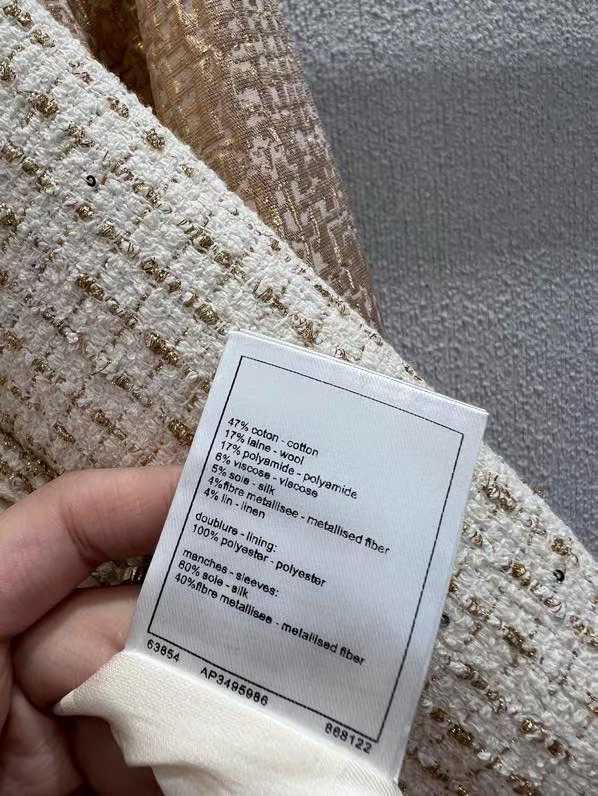 47% coton - cotton
17% laine - wool
17% polyamide - polyamide
6% viscose - viscose
5% soie - silk
4%fibre metallisee - metallised fiber
4% lin - linen
doublure - lining:
100% polyester - polyester
manches - sleeves:
60% soie - silk
40%fibre metallisee - metallised fiber
63854 AP3495986 868122